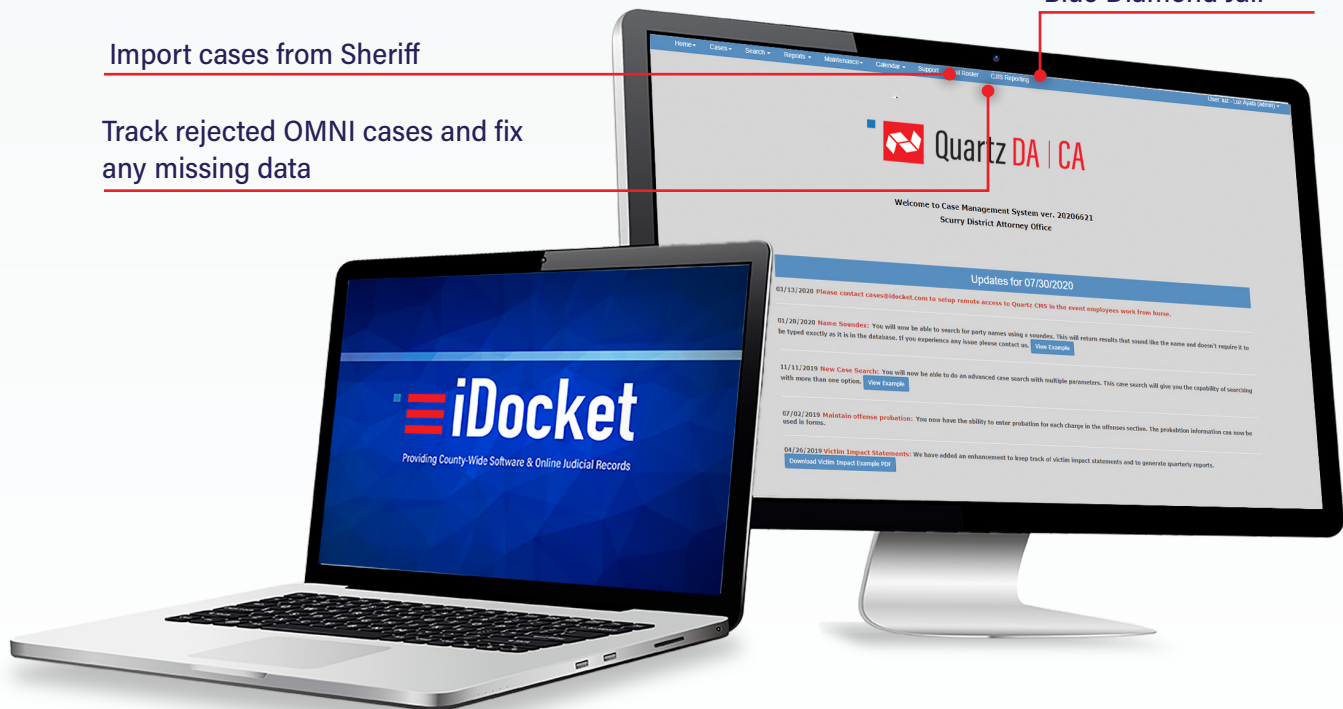 Blue Diamond Jail
Import cases from Sheriff
Track rejected OMNI cases and fix
any missing data
Home Cases Search Reports Maintenance Calendar Support Roster CJIS Reporting
User: luz - Luz Ayala (admin)
Quartz DA | CA
Welcome to Case Management System ver. 20206621
Scurry District Attorney Office
Updates for 07/30/2020
03/13/2020 Please contact cases@idocket.com to setup remote access to Quartz CMS in the event employees work from home.
01/20/2020 Name Soundex: You will now be able to search for party names using a soundex. This will return results that sound like the name and doesn't require it to
be typed exactly as it is in the database. If you experience any issue please contact us. View Example
11/11/2019 New Case Search: You will now be able to do an advanced case search with multiple parameters. This case search will give you the capability of searching
with more than one option. View Example
07/02/2019 Maintain offense probation: You now have the ability to enter probation for each charge in the offenses section. The probobtion information can now be
used in forms.
04/26/2019 Victim Impact Statements: We have added an enhancement to keep track of victim impact statements and to generate quarterly reports.
Download Victim Impact Example PDF
iDocket
Providing County-Wide Software & Online Judicial Records